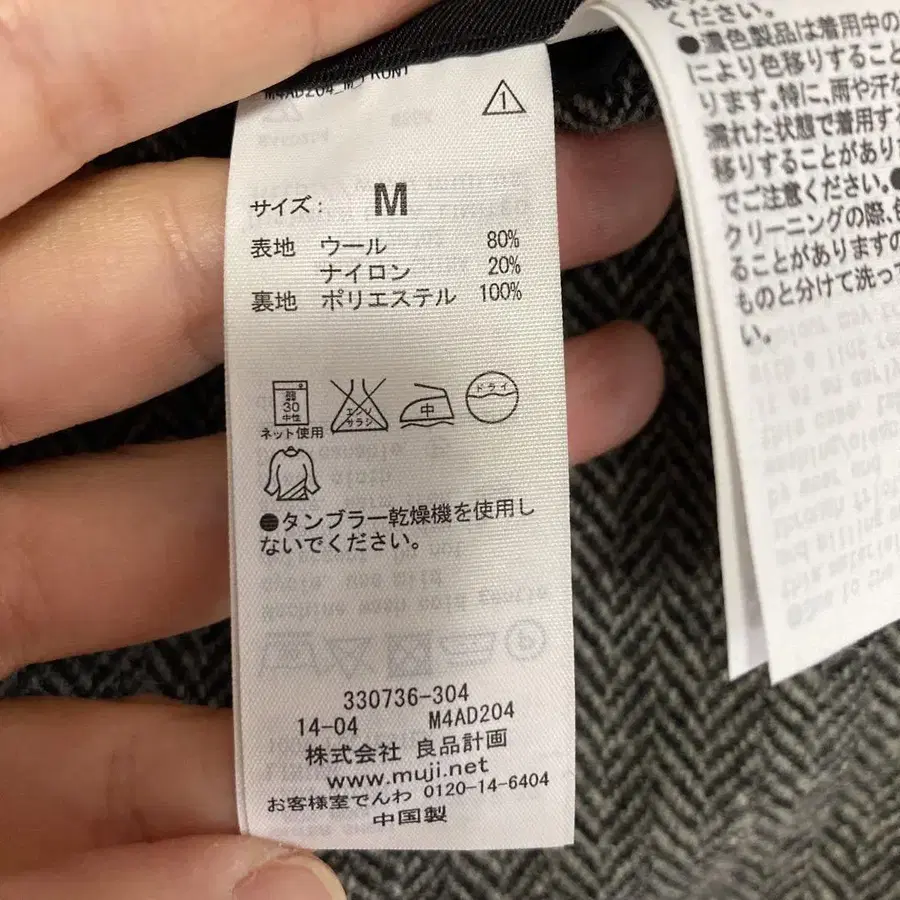 M4AD204 M FRONT
1
サイズ： M
表地 ウール 80%
ナイロン 20%
裏地 ポリエステル 100%
弱
30
中性
ネット使用
エンソ
サラシ
中
ドライ
●タンブラー乾燥機を使用し
ないでください。
330736-304
14-04 M4AD204
株式会社 良品計画
www.muji.net
お客様室でんわ 0120-14-6404
中国製
ください。
●濃色製品は着用中の
により色移りすること
ります。特に、雨や汗な
濡れた状態で着用する
移りすることがあります
でご注意ください。●
クリーニングの際、色
ることがありますの
ものと分けて洗って
い。